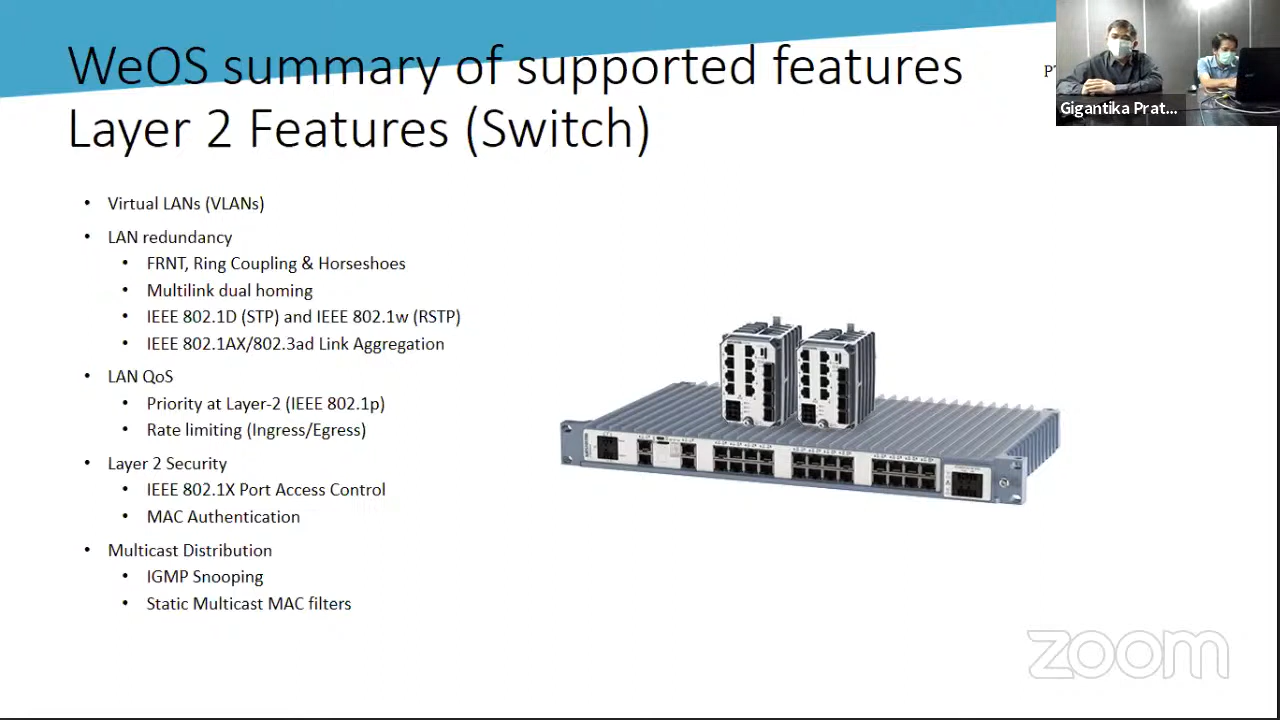 WeOS summary of supported features
Layer 2 Features (Switch)
PT
Gigantika Prat...
• Virtual LANs (VLANs)
• LAN redundancy
• FRNT, Ring Coupling & Horseshoes
• Multilink dual homing
• IEEE 802.1D (STP) and IEEE 802.1w (RSTP)
• IEEE 802.1AX/802.3ad Link Aggregation
• LAN QoS
• Priority at Layer-2 (IEEE 802.1p)
• Rate limiting (Ingress/Egress)
• Layer 2 Security
• IEEE 802.1X Port Access Control
• MAC Authentication
• Multicast Distribution
• IGMP Snooping
• Static Multicast MAC filters
zoom